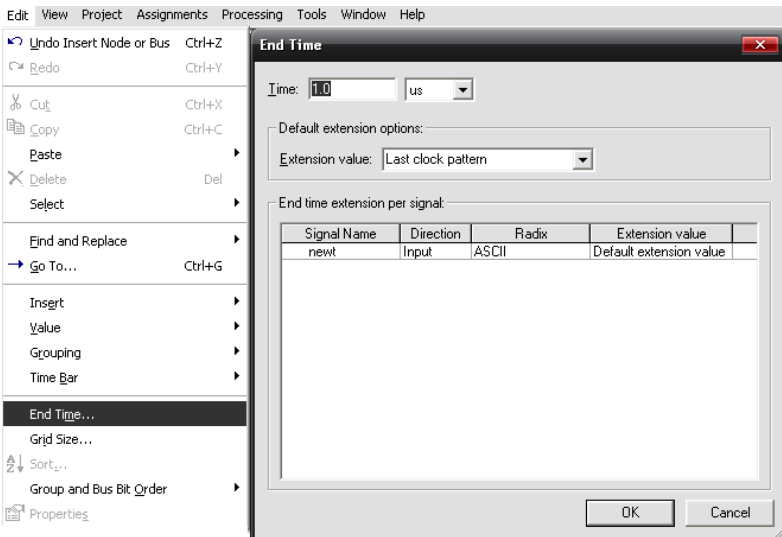 Edit View Project Assignments Processing Tools Window Help
Undo Insert Node or Bus Ctrl+Z
Redo Ctrl+Y
Cut Ctrl+X
Copy Ctrl+C
Paste
Delete Del
Select
Find and Replace
Go To... Ctrl+G
Insert
Value
Grouping
Time Bar
End Time...
Grid Size...
Sort...
Group and Bus Bit Order
Properties
End Time
Time: 1.0 us
Default extension options:
Extension value: Last clock pattern
End time extension per signal:
Signal Name Direction Radix Extension value
newt Input ASCII Default extension value
OK Cancel